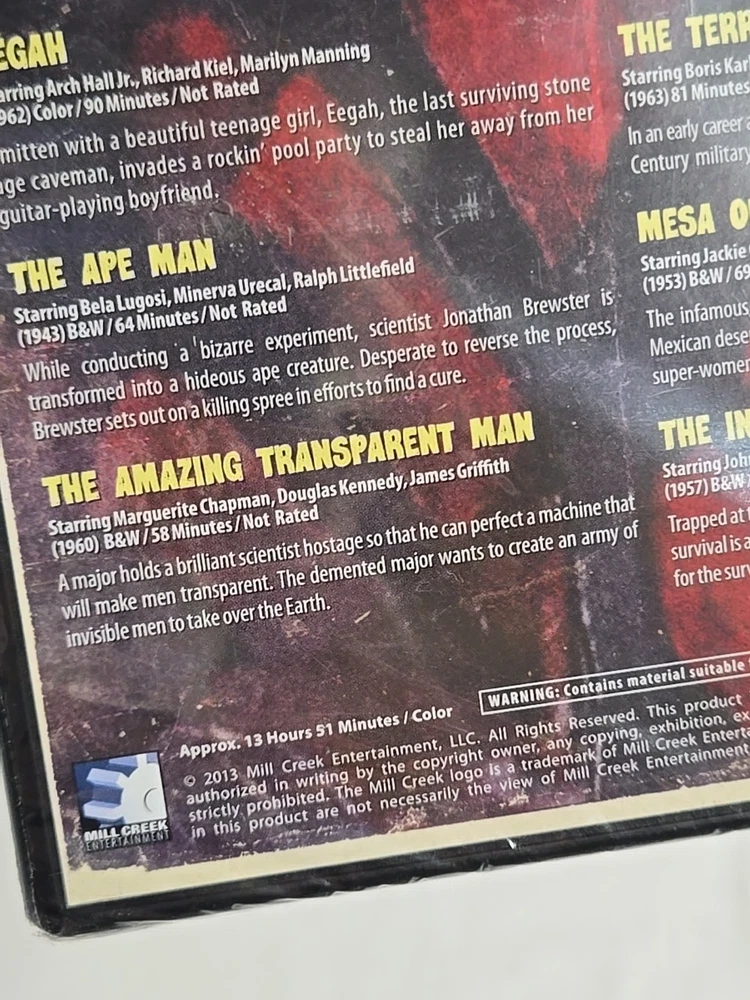 EGAH
arring Arch Hall Jr., Richard Kiel, Marilyn Manning
962) Color / 90 Minutes / Not Rated
mitten with a beautiful teenage girl, Eegah, the last surviving stone
ge caveman, invades a rockin' pool party to steal her away from her
guitar-playing boyfriend.
THE APE MAN
Starring Bela Lugosi, Minerva Urecal, Ralph Littlefield
(1943) B&W / 64 Minutes / Not Rated
While conducting a bizarre experiment, scientist Jonathan Brewster is
transformed into a hideous ape creature. Desperate to reverse the process,
Brewster sets out on a killing spree in efforts to find a cure.
THE AMAZING TRANSPARENT MAN
Starring Marguerite Chapman, Douglas Kennedy, James Griffith
(1960) B&W / 58 Minutes / Not Rated
A major holds a brilliant scientist hostage so that he can perfect a machine that
will make men transparent. The demented major wants to create an army of
invisible men to take over the Earth.
THE TERR
Starring Boris Karl
(1963) 81 Minutes
In an early career
Century military
MESA O
Starring Jackie
(1953) B&W / 69
The infamous,
Mexican dese
super-women
THE IN
Starring Joh
(1957) B&W
Trapped at
survival is a
for the surv
WARNING: Contains material suitable
Approx. 13 Hours 51 Minutes / Color
© 2013 Mill Creek Entertainment, LLC. All Rights Reserved. This product
authorized in writing by the copyright owner, any copying, exhibition, ex
strictly prohibited. The Mill Creek logo is a trademark of Mill Creek Enterta
in this product are not necessarily the view of Mill Creek Entertainment
MILL CREEK
ENTERTAINMENT